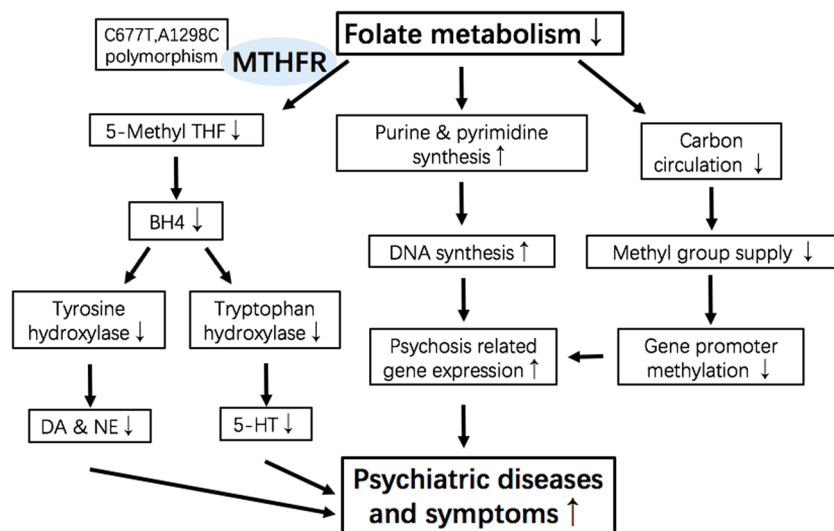 C677T,A1298C
polymorphism
MTHFR
Folate metabolism ↓
5-Methyl THF ↓
Purine & pyrimidine
synthesis ↑
Carbon
circulation ↓
BH4 ↓
DNA synthesis ↑
Methyl group supply ↓
Tyrosine
hydroxylase ↓
Tryptophan
hydroxylase ↓
Psychosis related
gene expression ↑
Gene promoter
methylation ↓
DA & NE ↓
5-HT ↓
Psychiatric diseases
and symptoms ↑